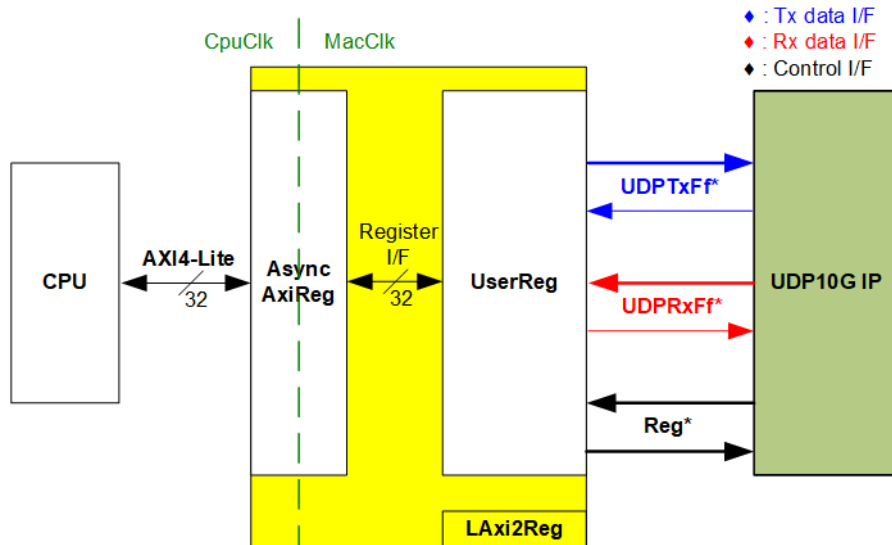 CpuClk
MacClk
♦ : Tx data I/F
♦ : Rx data I/F
♦ : Control I/F
CPU
AXI4-Lite
32
Async
AxiReg
Register
I/F
32
UserReg
UDPTxFf*
UDPRxFf*
Reg*
UDP10G IP
LAxi2Reg